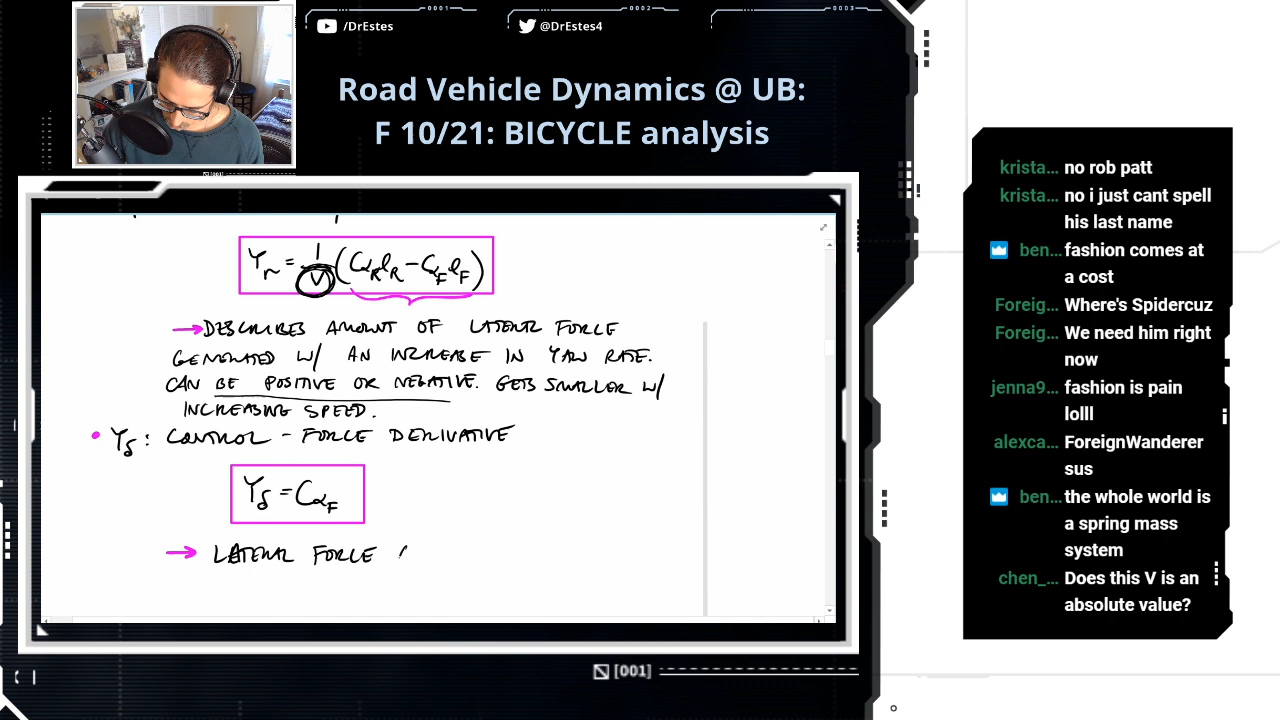 0001
0002
0003
/DrEstes
@DrEstes4
Road Vehicle Dynamics @ UB:
F 10/21: BICYCLE analysis
[001]
Yr = 1/V (CαR ℓR − CαF ℓF)
→ DESCRIBES AMOUNT OF LATERAL FORCE
GENERATED W/ AN INCREASE IN YAW RATE.
CAN BE POSITIVE OR NEGATIVE. GETS SMALLER W/
INCREASING SPEED.
• Yδ: CONTROL - FORCE DERIVATIVE
Yδ = CαF
→ LATERAL FORCE
[001]
krista... no rob patt
krista... no i just cant spell
his last name
ben... fashion comes at
a cost
Foreig... Where's Spidercuz
Foreig... We need him right
now
jenna9... fashion is pain
lolll
alexca... ForeignWanderer
sus
ben... the whole world is
a spring mass
system
chen_... Does this V is an
absolute value?